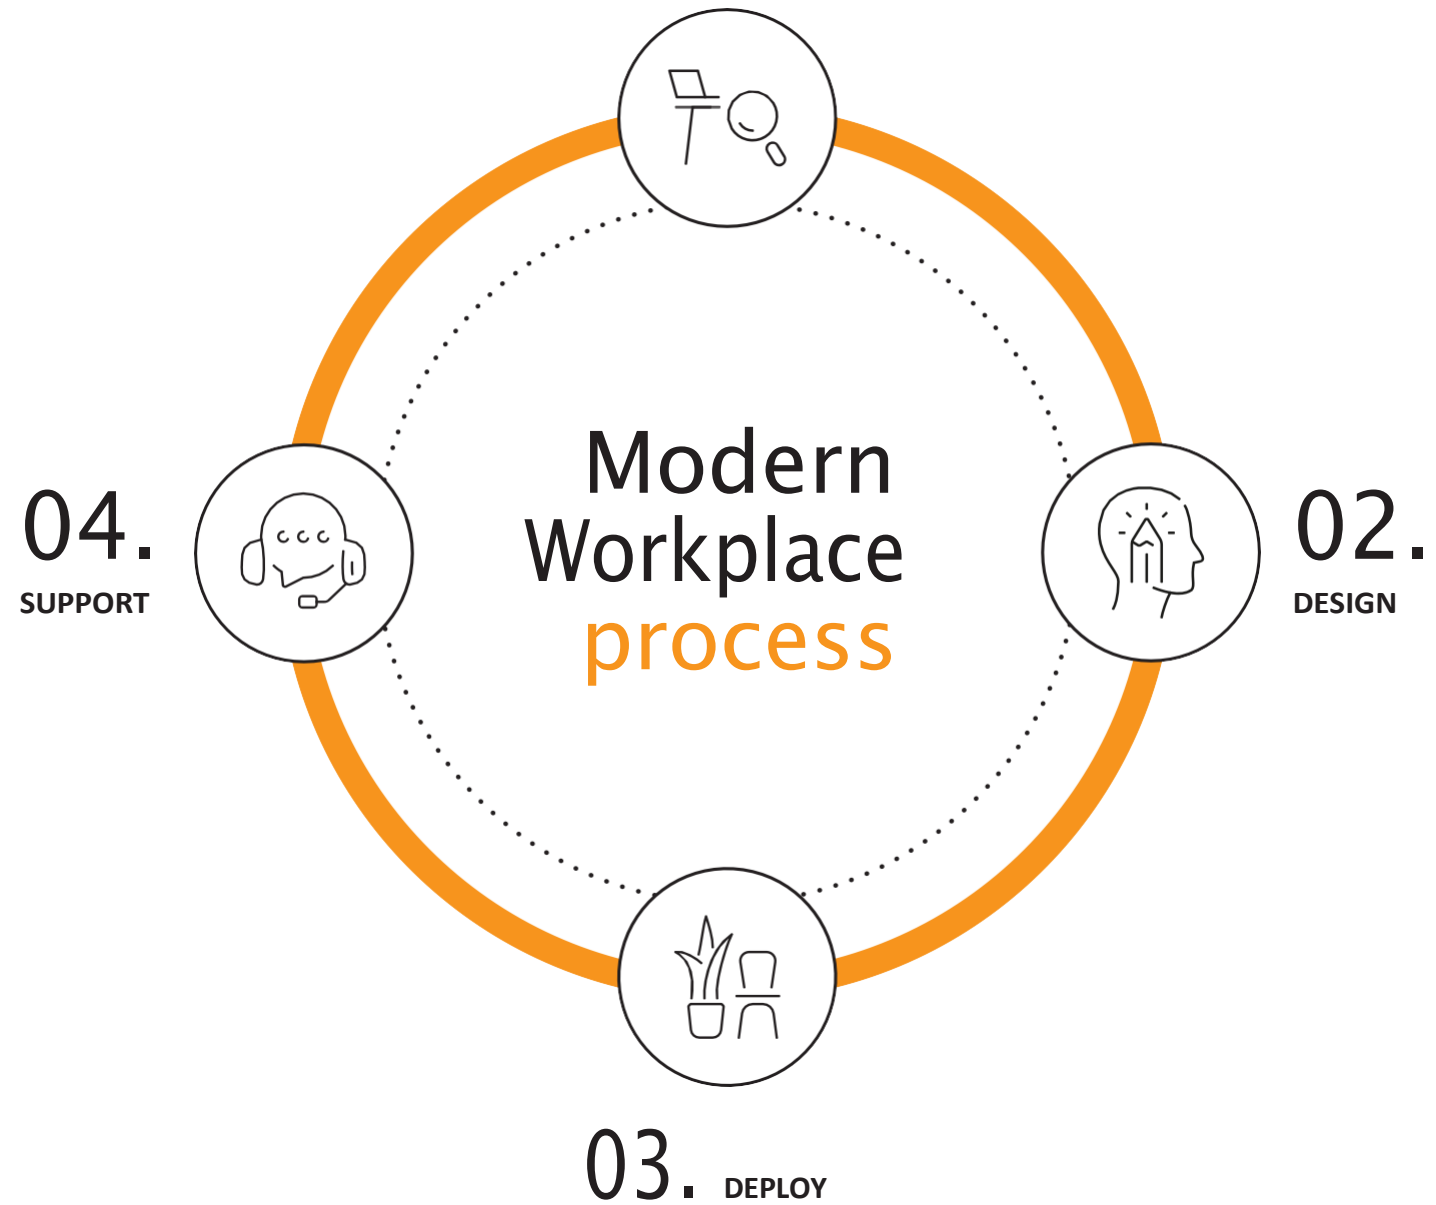 Modern
Workplace
process
02.
DESIGN
03. DEPLOY
04.
SUPPORT